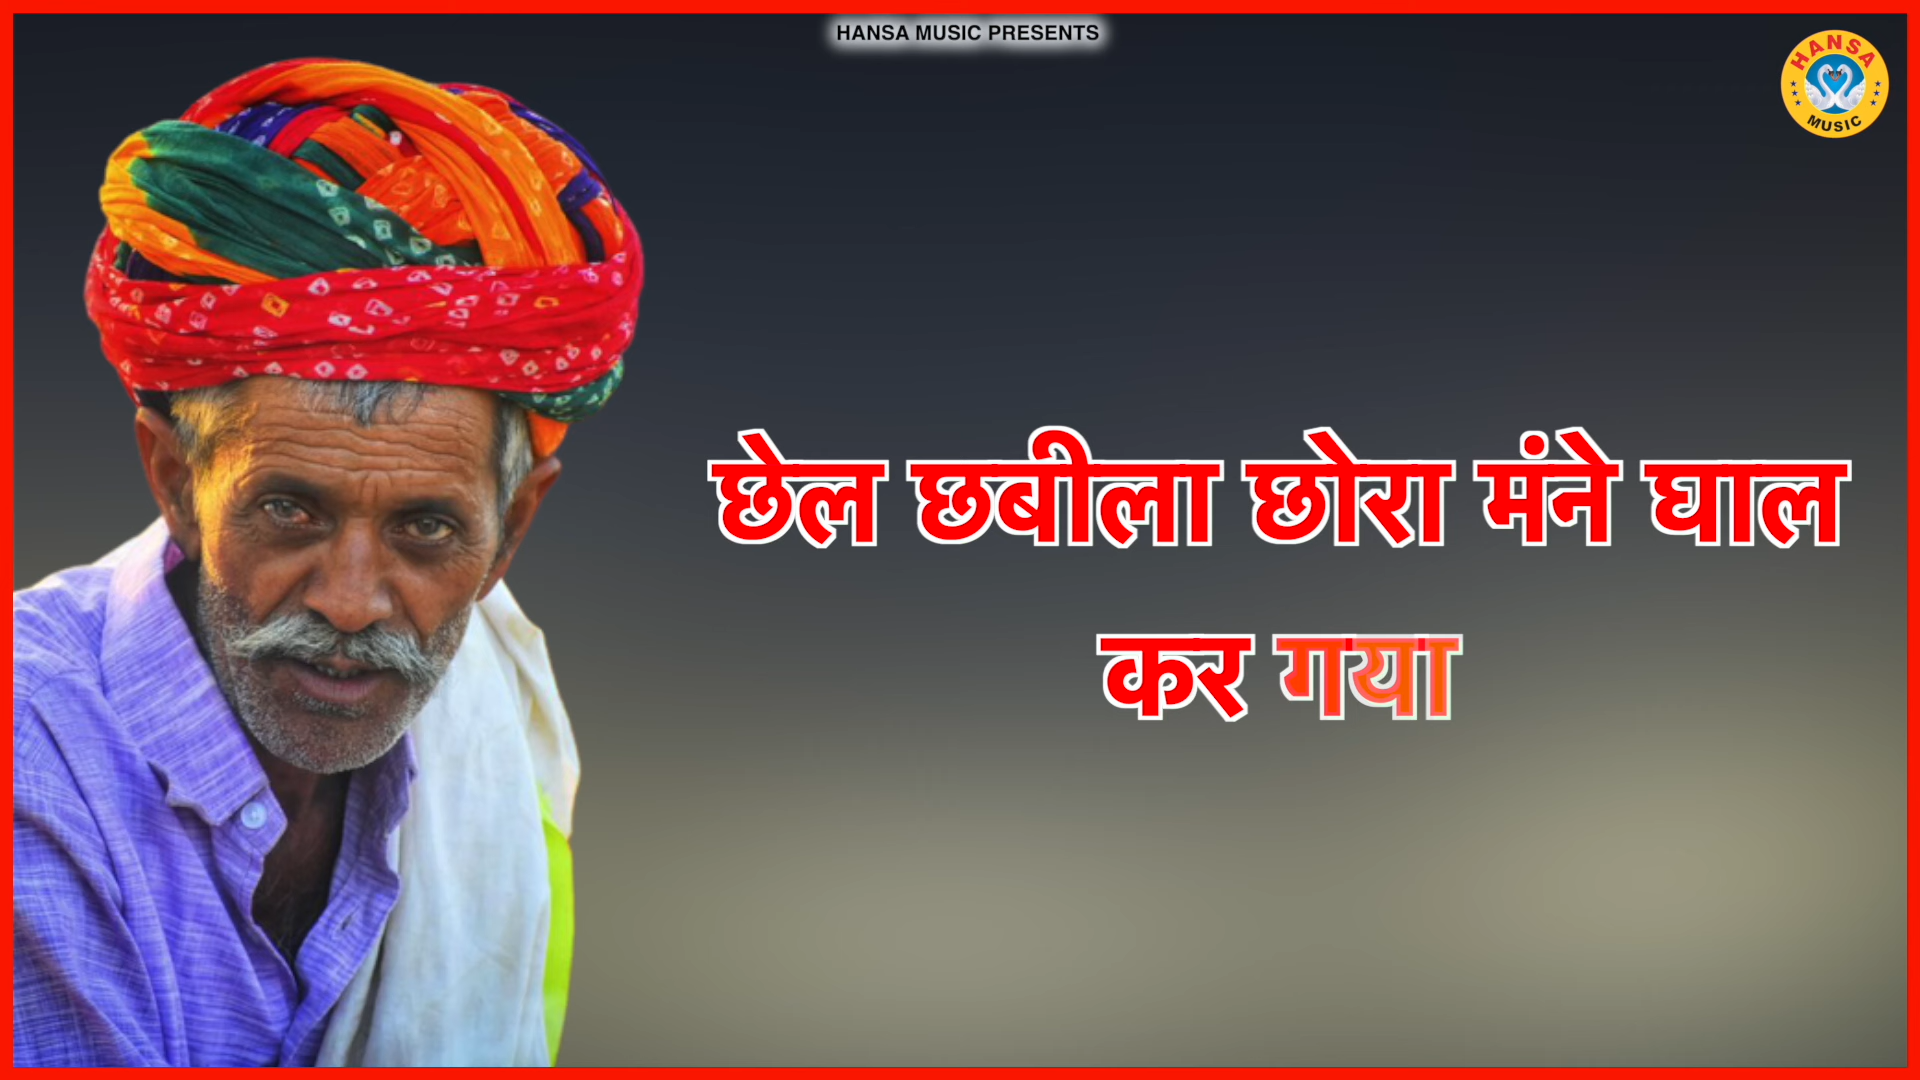 HANSA MUSIC PRESENTS
HANSA
MUSIC
छेल छबीला छोरा मंने घाल
कर गया